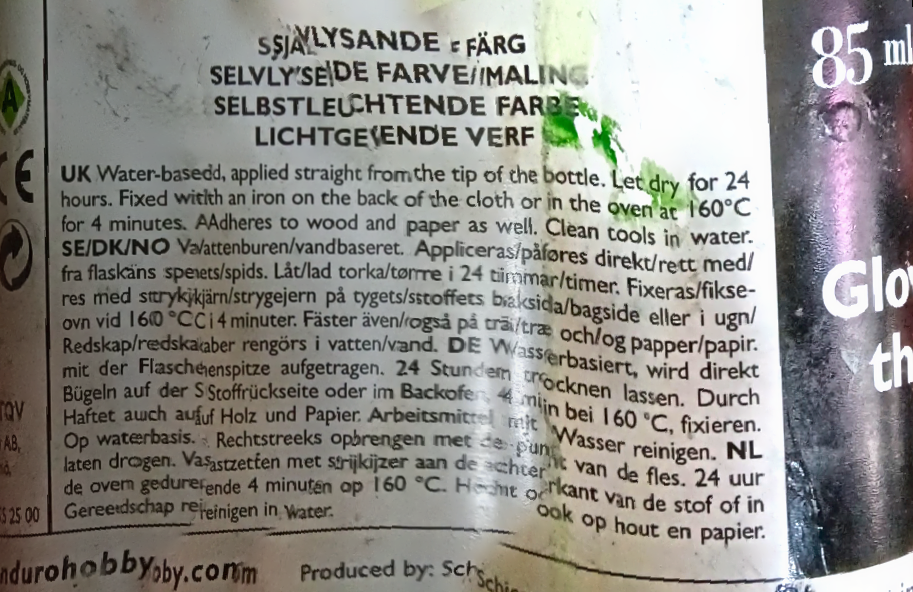 SJÄLVLYSANDE FÄRG
SELVLYSENDE FARVE/MALING
SELBSTLEUCHTENDE FARBE
LICHTGEVENDE VERF
UK Water-based, applied straight from the tip of the bottle. Let dry for 24
hours. Fixed with an iron on the back of the cloth or in the oven at 160°C
for 4 minutes. Adheres to wood and paper as well. Clean tools in water.
SE/DK/NO Vattenburen/vandbaseret. Appliceras/påføres direkt/rett med/
fra flaskans spets/spids. Låt/lad torka/tørre i 24 timmar/timer. Fixeras/fikse-
res med strykjärn/strygejern på tygets/stoffets baksida/bagside eller i ugn/
ovn vid 160 °C i 4 minuter. Fäster även/også på trä/træ och/og papper/papir.
Redskap/redskaber rengörs i vatten/vand. DE Wasserbasiert, wird direkt
mit der Flaschenspitze aufgetragen. 24 Stunden trocknen lassen. Durch
Bügeln auf der Stoffrückseite oder im Backofen 4 min bei 160 °C, fixieren.
Haftet auch auf Holz und Papier. Arbeitsmittel mit Wasser reinigen. NL
Op waterbasis. Rechtstreeks opbrengen met de punt van de fles. 24 uur
laten drogen. Vastzetten met strijkijzer aan de achterkant van de stof of in
de oven gedurende 4 minuten op 160 °C. Hecht ook op hout en papier.
Gereedschap reinigen in water.
85 ml
Glo
th
A
CE
TQV
AB,
S 25 00
ndurohobby.com
Produced by: